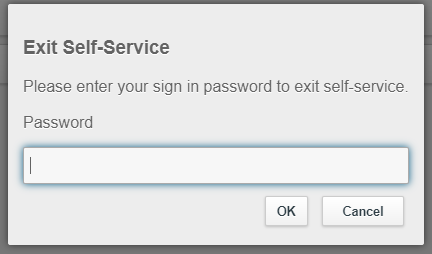 Exit Self-Service
Please enter your sign in password to exit self-service.
Password
OK Cancel